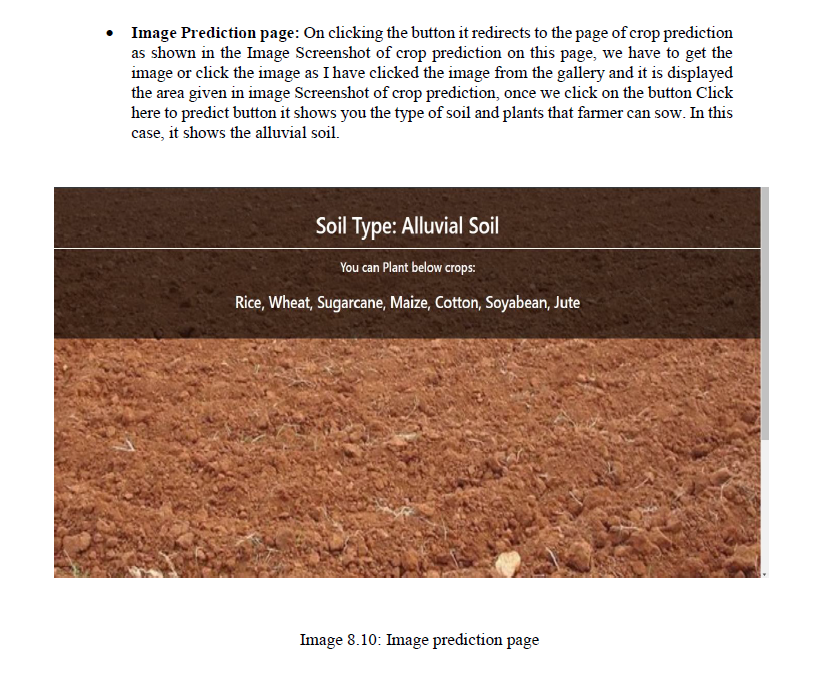 • Image Prediction page: On clicking the button it redirects to the page of crop prediction
as shown in the Image Screenshot of crop prediction on this page, we have to get the
image or click the image as I have clicked the image from the gallery and it is displayed
the area given in image Screenshot of crop prediction, once we click on the button Click
here to predict button it shows you the type of soil and plants that farmer can sow. In this
case, it shows the alluvial soil.
Soil Type: Alluvial Soil
You can Plant below crops:
Rice, Wheat, Sugarcane, Maize, Cotton, Soyabean, Jute
Image 8.10: Image prediction page